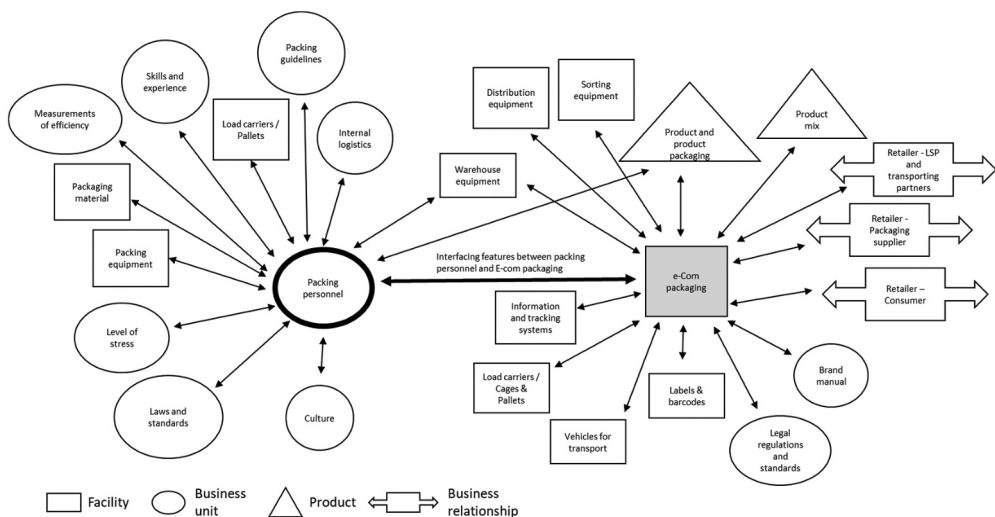 Packing
guidelines
Skills and
experience
Measurements
of efficiency
Load carriers /
Pallets
Internal
logistics
Packaging
material
Packing
equipment
Level of
stress
Laws and
standards
Culture
Packing
personnel
Warehouse
equipment
Distribution
equipment
Sorting
equipment
Product and
product
packaging
Product
mix
Retailer - LSP
and
transporting
partners
Retailer -
Packaging
supplier
Retailer –
Consumer
Interfacing features between packing
personnel and E-com packaging
e-Com
packaging
Information
and tracking
systems
Load carriers /
Cages &
Pallets
Vehicles for
transport
Labels &
barcodes
Legal
regulations
and
standards
Brand
manual
Facility
Business
unit
Product
Business
relationship